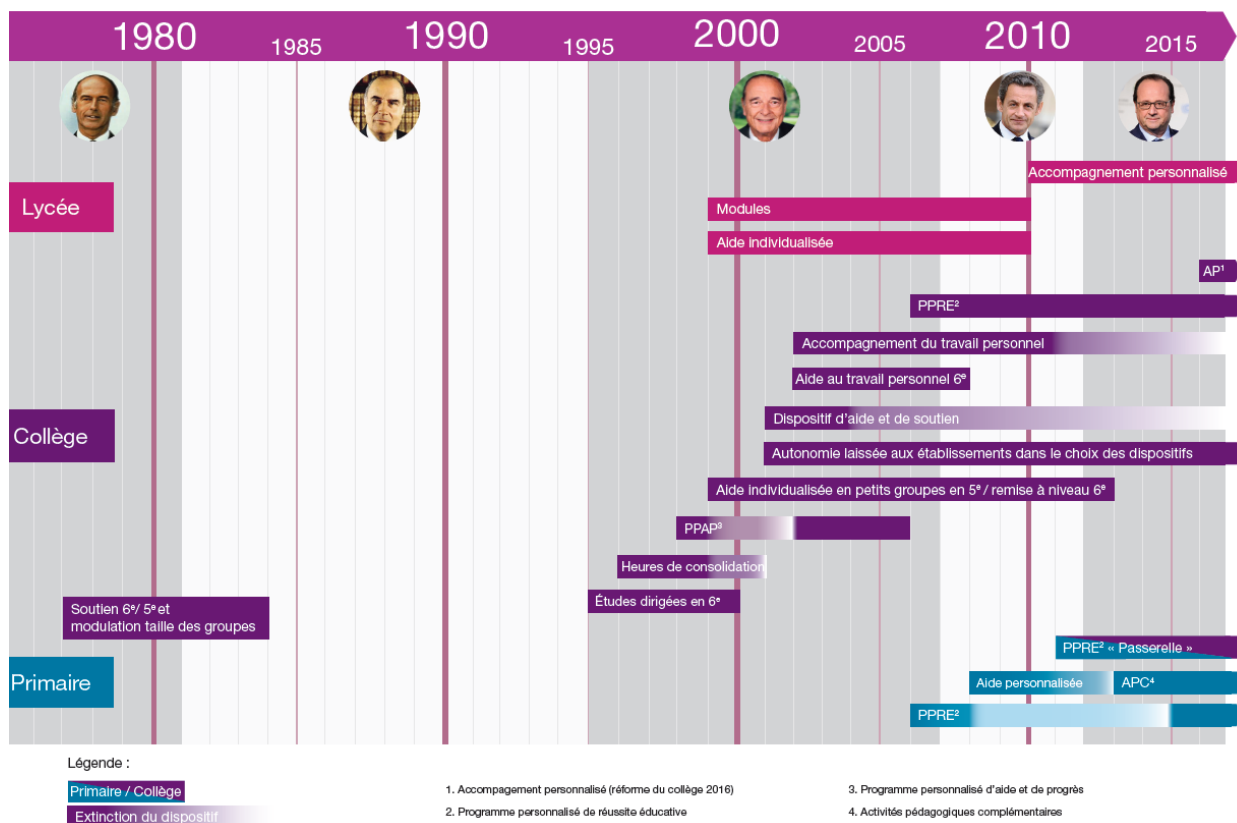 1980
1985
1990
1995
2000
2005
2010
2015
Accompagnement personnalisé
Lycée
Modules
Aide individualisée
AP¹
PPRE²
Accompagnement du travail personnel
Aide au travail personnel 6ᵉ
Dispositif d’aide et de soutien
Collège
Autonomie laissée aux établissements dans le choix des dispositifs
Aide individualisée en petits groupes en 5ᵉ / remise à niveau 6ᵉ
PPAP³
Heures de consolidation
Études dirigées en 6ᵉ
Soutien 6ᵉ/ 5ᵉ et
modulation taille des groupes
PPRE² « Passerelle »
Primaire
Aide personnalisée
APC⁴
PPRE²
Légende :
Primaire / Collège
Extinction du dispositif
1. Accompagement personnalisé (réforme du collège 2016)
2. Programme personnalisé de réussite éducative
3. Programme personnalisé d’aide et de progrès
4. Activités pédagogiques complémentaires